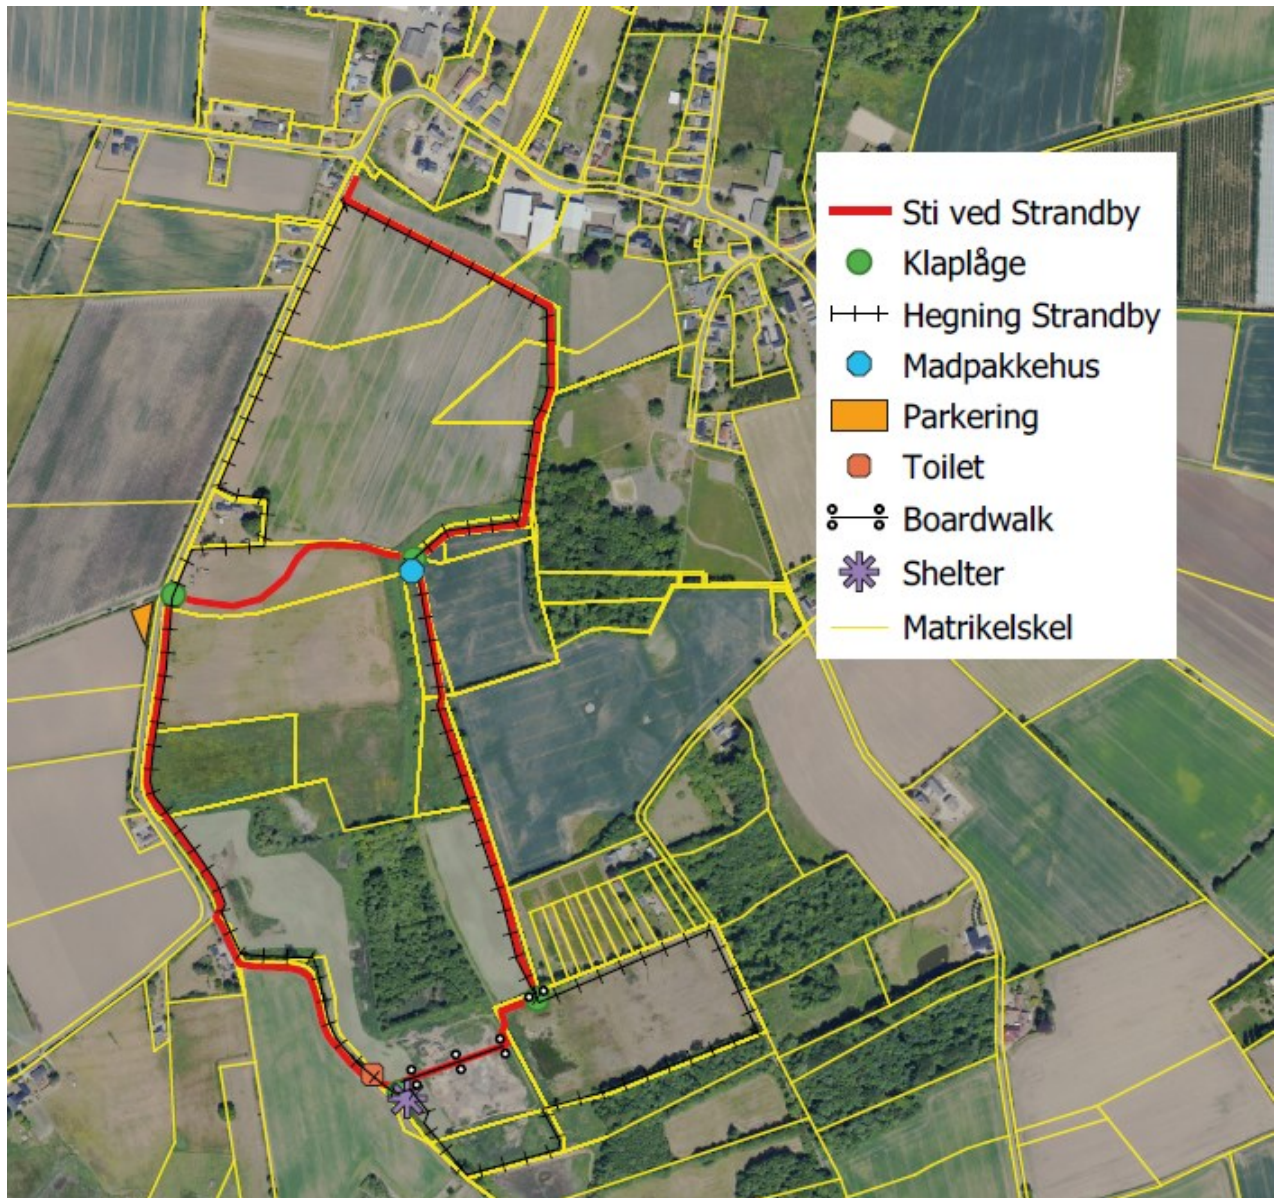 Sti ved Strandby
Klaplåge
Hegning Strandby
Madpakkehus
Parkering
Toilet
Boardwalk
Shelter
Matrikelskel